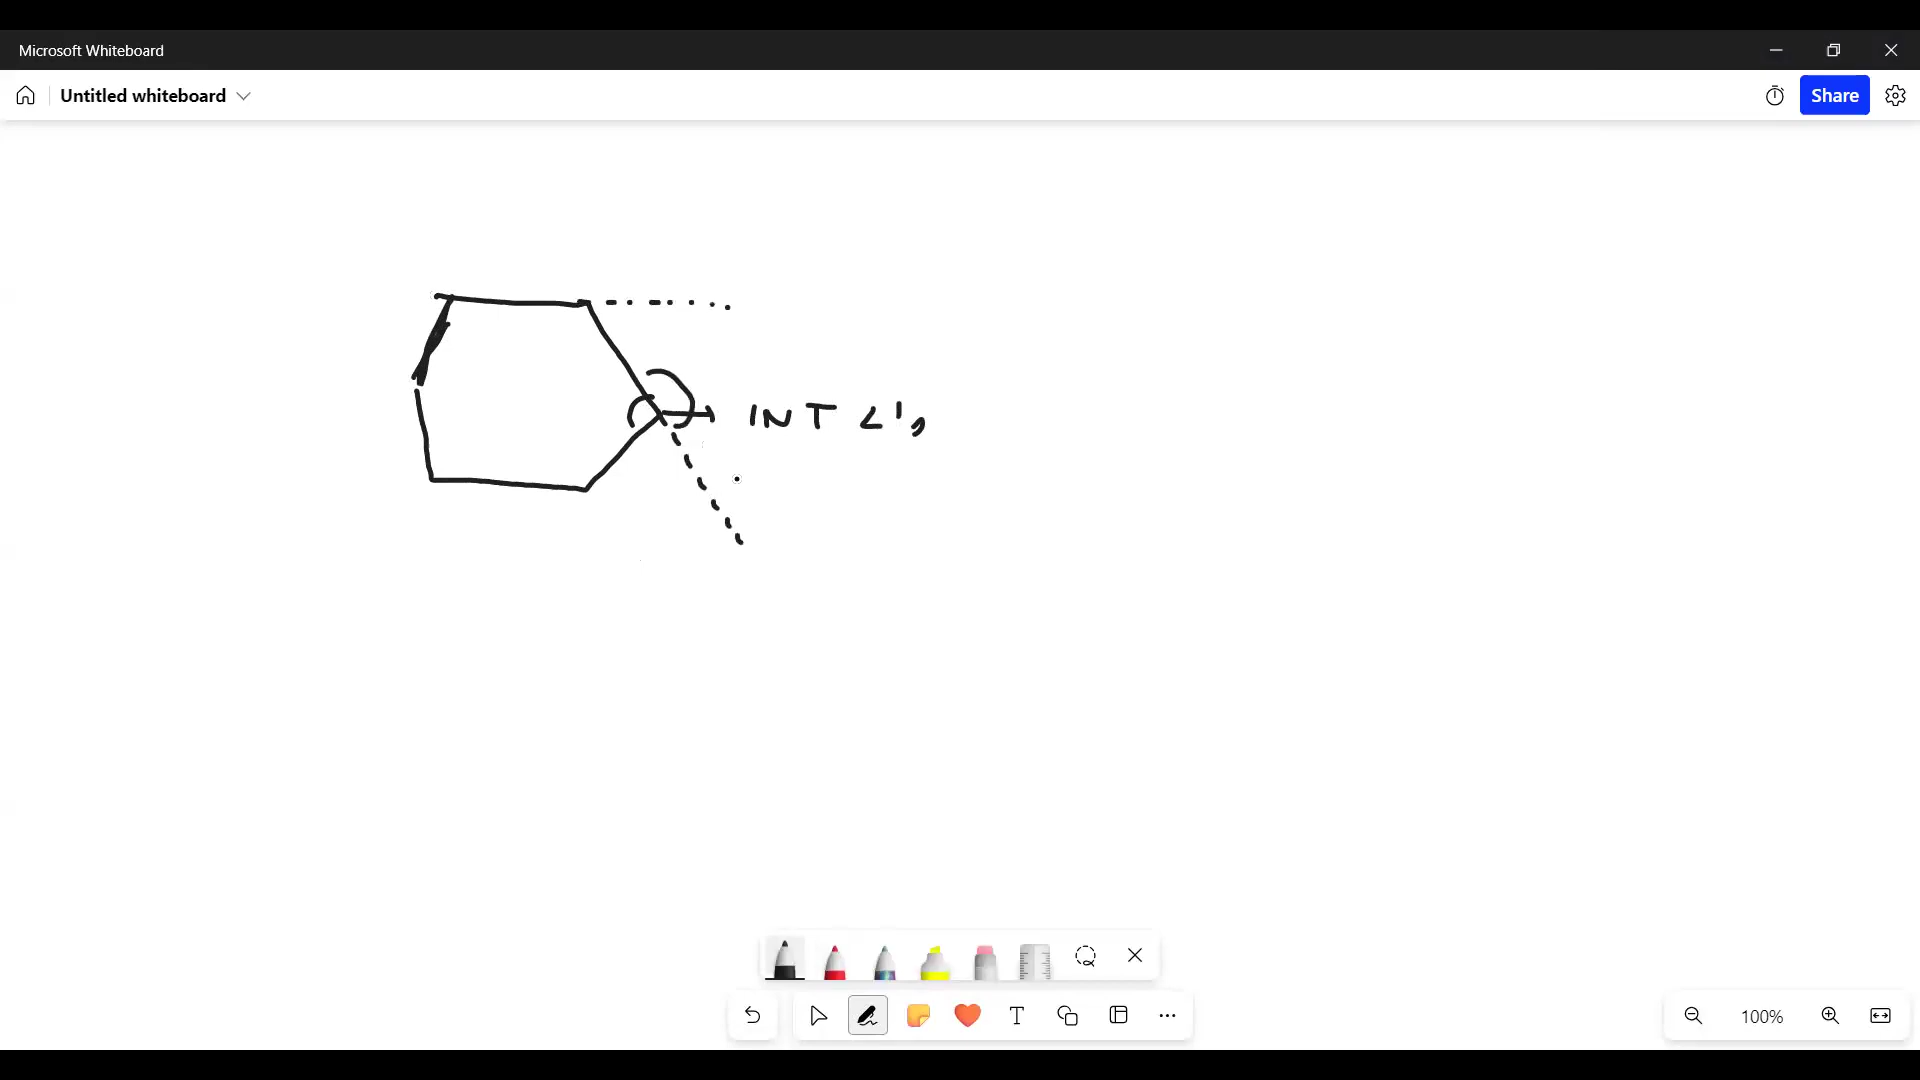 Microsoft Whiteboard
Untitled whiteboard
Share
INT <'s
100%